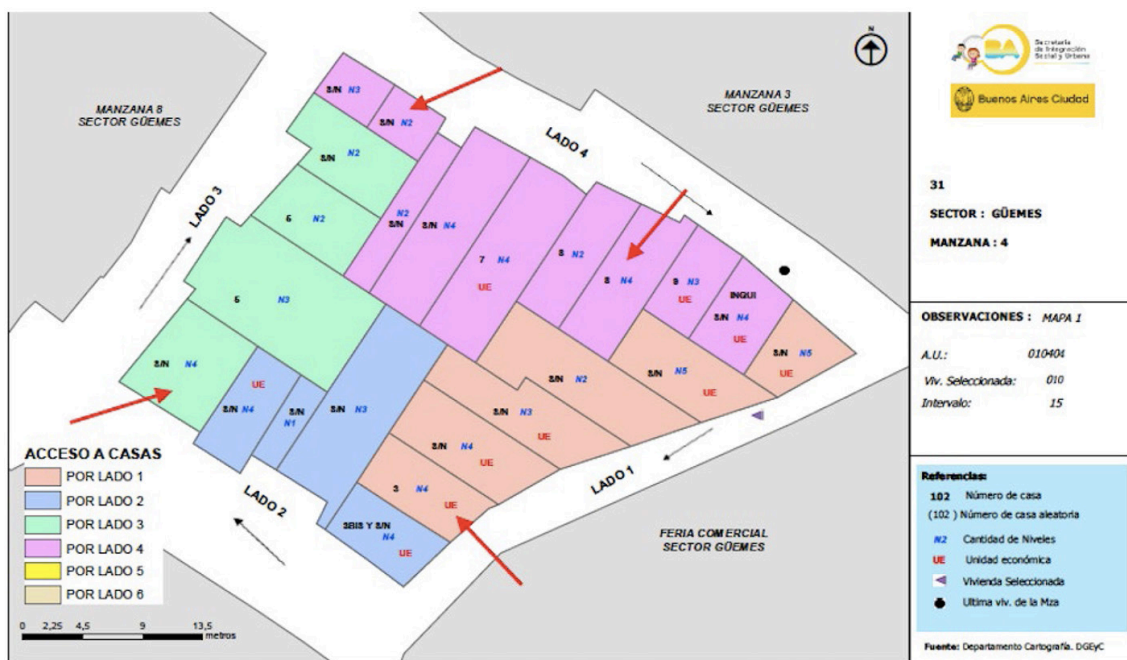 MANZANA 8
SECTOR GÜEMES
MANZANA 3
SECTOR GÜEMES
N
LADO 4
LADO 3
LADO 1
LADO 2
S/N N3
S/N N2
S/N N2
6 N2
5 N3
S/N N4
N2
S/N
S/N N4
7 N4
UE
8 N2
8 N4
9 N3
UE
INQUI
S/N N4
UE
S/N N5
UE
S/N N5
UE
S/N N2
S/N N3
UE
S/N N4
UE
3 N4
UE
3BIS Y S/N
N4
UE
UE
S/N N4
S/N
N1
S/N N3
FERIA COMERCIAL
SECTOR GÜEMES
ACCESO A CASAS
POR LADO 1
POR LADO 2
POR LADO 3
POR LADO 4
POR LADO 5
POR LADO 6
0 2,25 4,5 9 13,5
metros
BA
Secretaría
de Integración
Social y Urbana
Buenos Aires Ciudad
31
SECTOR : GÜEMES
MANZANA : 4
OBSERVACIONES : MAPA 1
A.U.: 010404
Viv. Seleccionada: 010
Intervalo: 15
Referencias:
102 Número de casa
(102 ) Número de casa aleatoria
N2 Cantidad de Niveles
UE Unidad económica
Vivienda Seleccionada
Ultima viv. de la Mza
Fuente: Departamento Cartografía. DGEyC